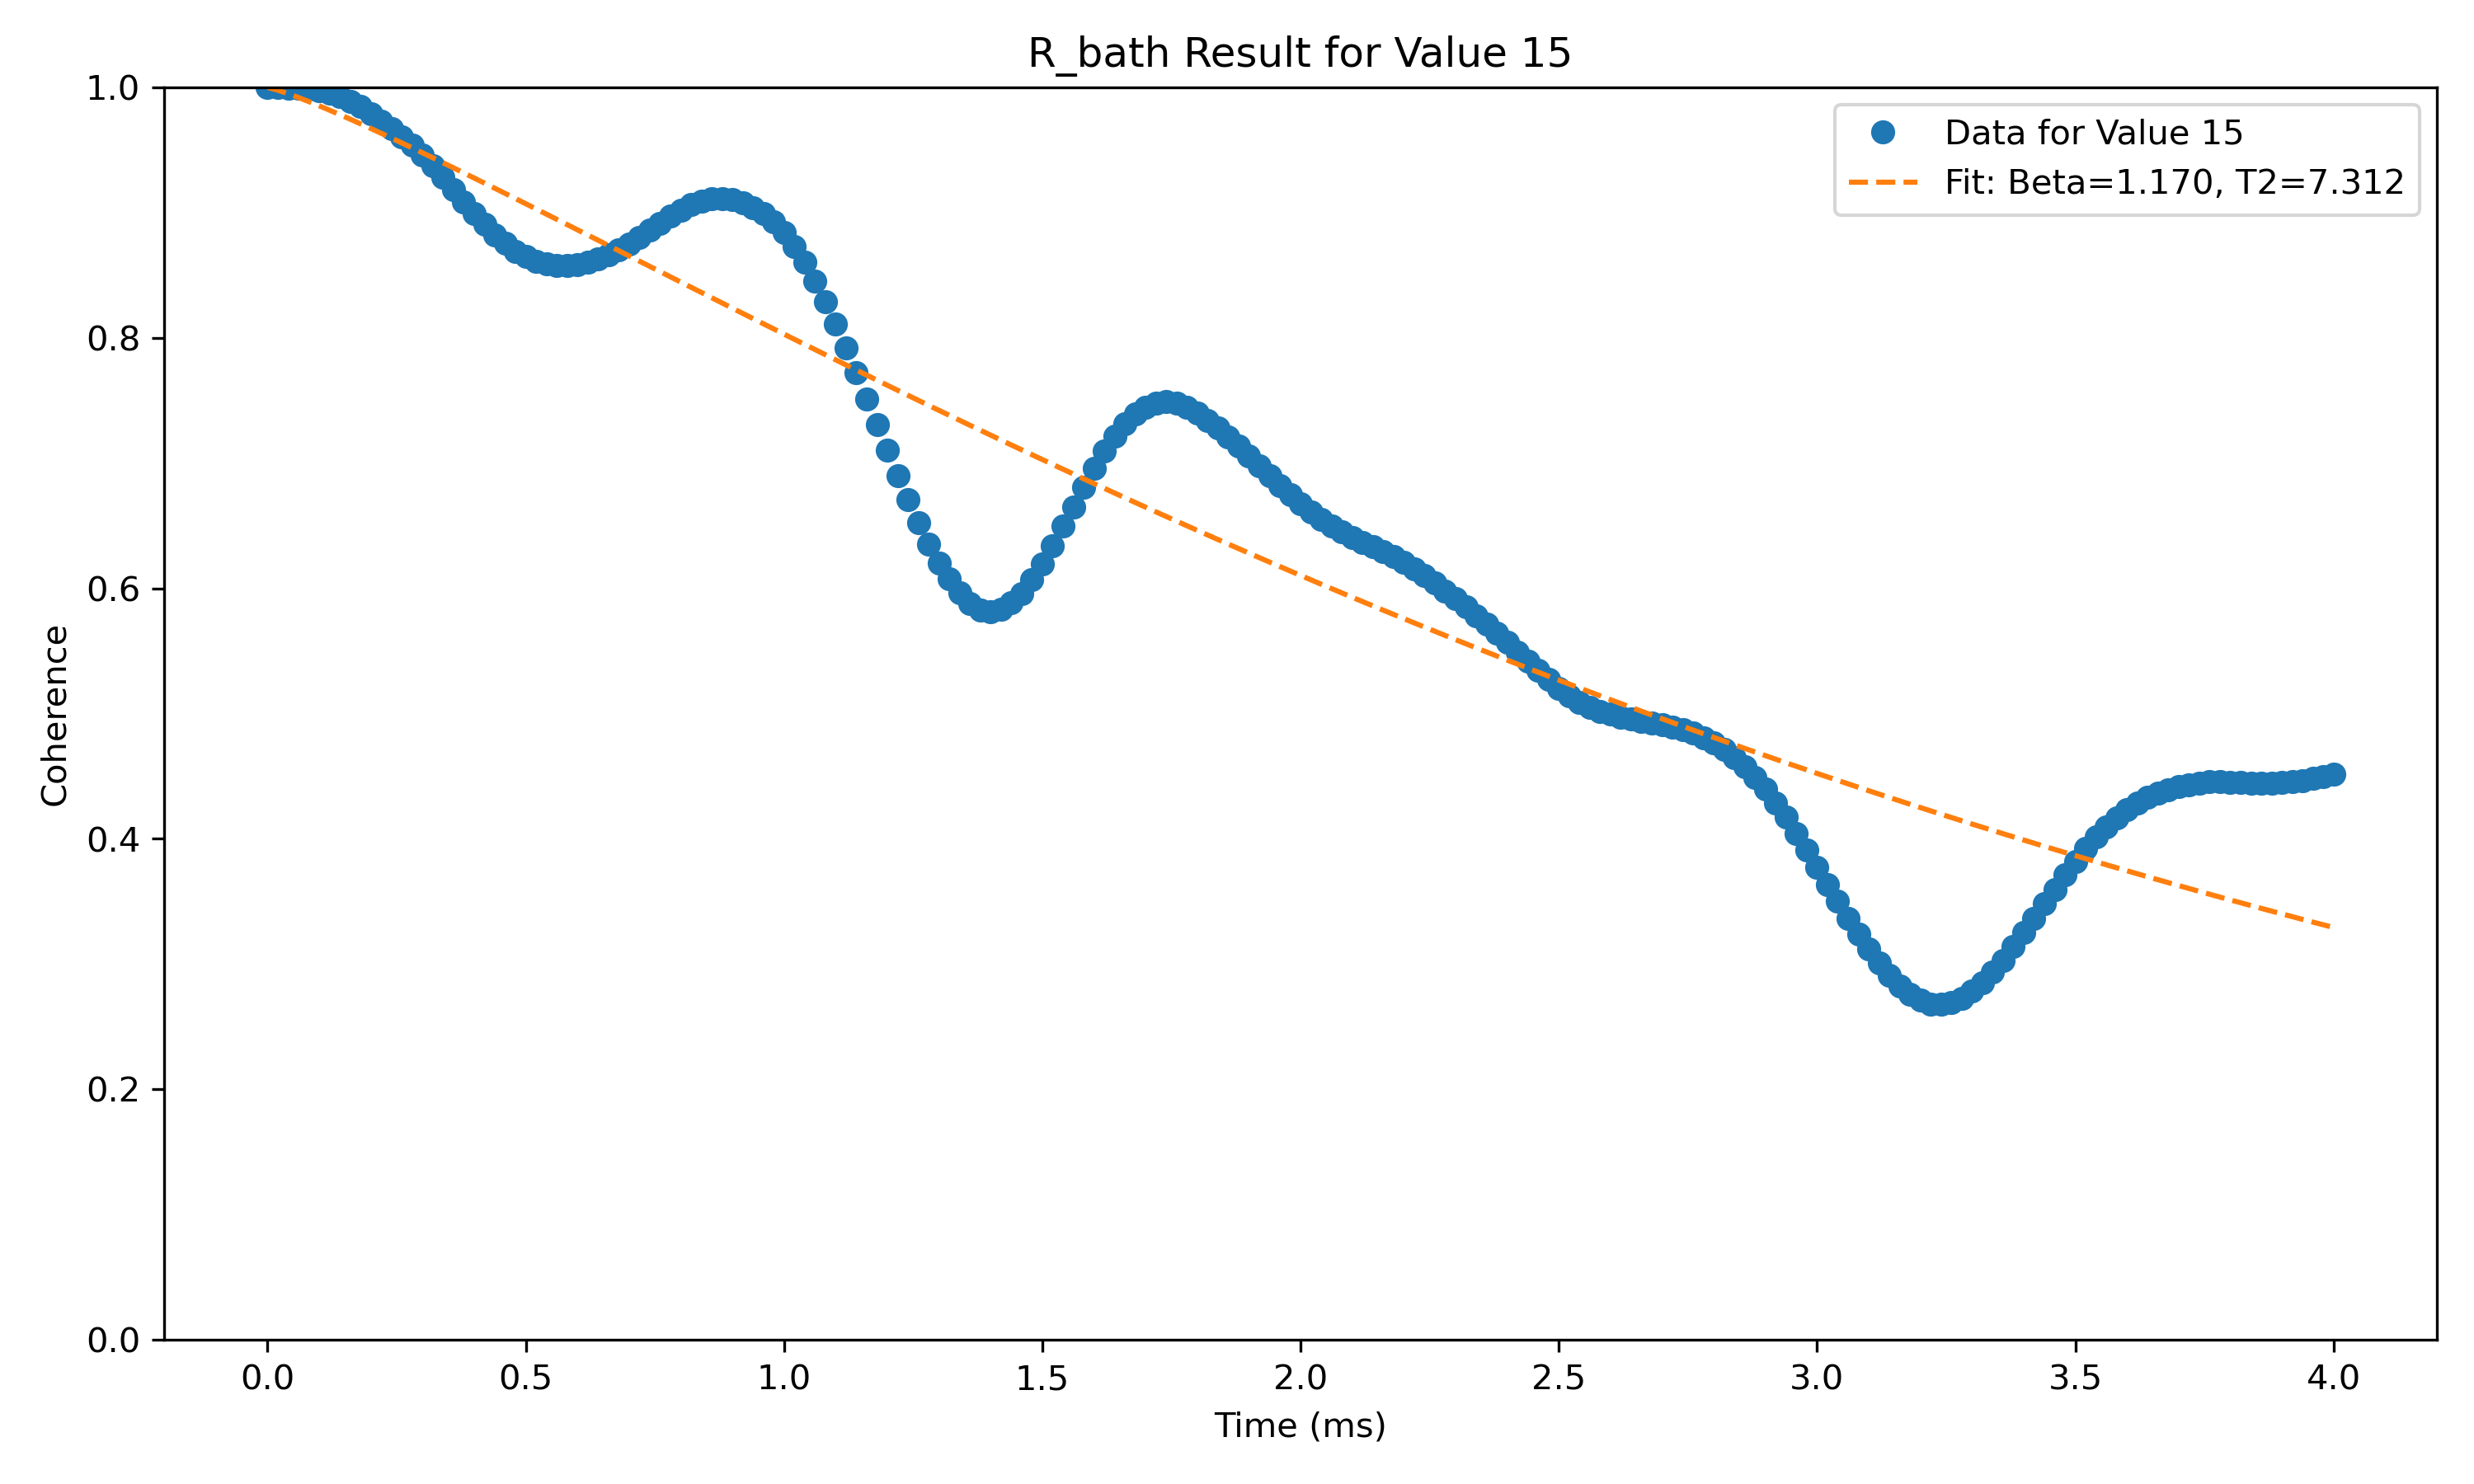 R_bath Result for Value 15
Data for Value 15
Fit: Beta=1.170, T2=7.312
Coherence
1.0
0.8
0.6
0.4
0.2
0.0
0.0 0.5 1.0 1.5 2.0 2.5 3.0 3.5 4.0
Time (ms)